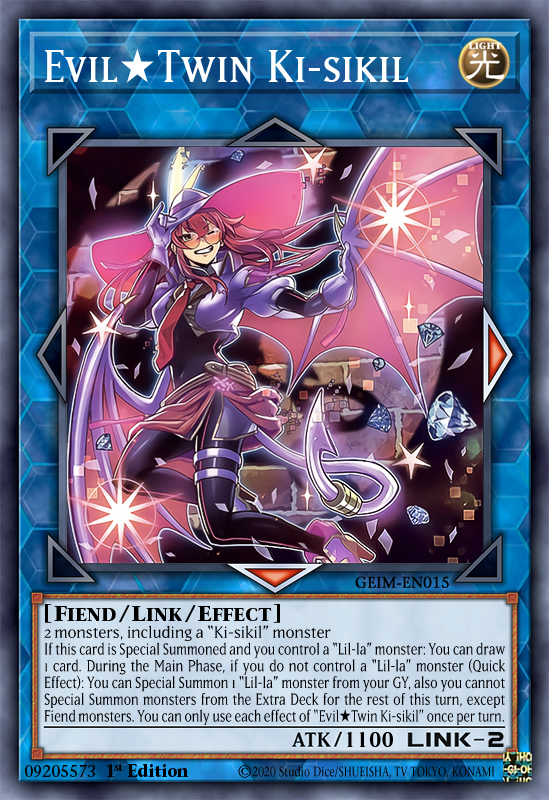 Evil★Twin Ki-sikil
LIGHT
光
GEIM-EN015
[Fiend/Link/Effect]
2 monsters, including a "Ki-sikil" monster
If this card is Special Summoned and you control a "Lil-la" monster: You can draw
1 card. During the Main Phase, if you do not control a "Lil-la" monster (Quick
Effect): You can Special Summon 1 "Lil-la" monster from your GY, also you cannot
Special Summon monsters from the Extra Deck for the rest of this turn, except
Fiend monsters. You can only use each effect of "Evil★Twin Ki-sikil" once per turn.
ATK/1100 LINK-2
09205573 1st Edition ©2020 Studio Dice/SHUEISHA, TV TOKYO, KONAMI